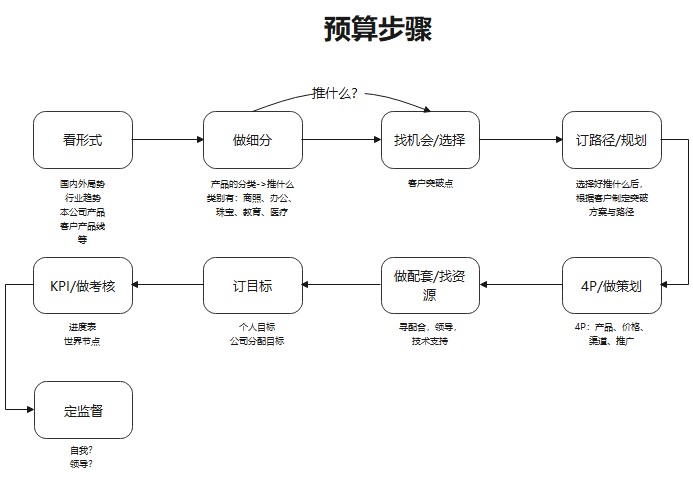 预算步骤
推什么？
看形式
做细分
找机会/选择
订路径/规划
国内外局势
行业趋势
本公司产品
客户产品线
等
产品的分类->推什么
类别有：商照、办公、
珠宝、教育、医疗
客户突破点
选择好推什么后，
根据客户制定突破
方案与路径
KPI/做考核
订目标
做配套/找资
源
4P/做策划
进度表
世界节点
个人目标
公司分配目标
寻配合，领导，
技术支持
4P：产品、价格、
渠道、推广
定监督
自我？
领导？